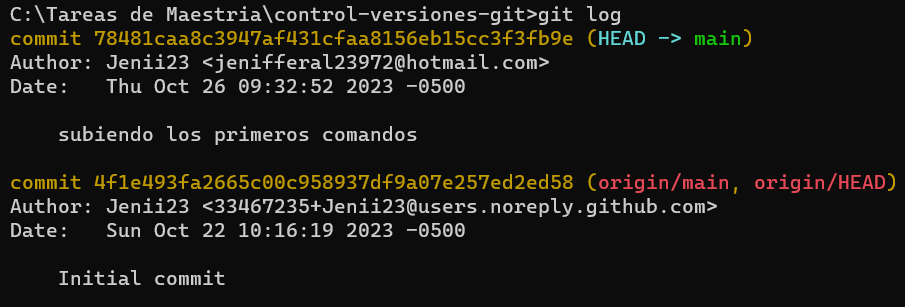 C:\Tareas de Maestria\control-versiones-git>git log
commit 78481caa8c3947af431cfaa8156eb15cc3f3fb9e (HEAD -> main)
Author: Jenii23 <jenifferal23972@hotmail.com>
Date:   Thu Oct 26 09:32:52 2023 -0500
    subiendo los primeros comandos
commit 4f1e493fa2665c00c958937df9a07e257ed2ed58 (origin/main, origin/HEAD)
Author: Jenii23 <33467235+Jenii23@users.noreply.github.com>
Date:   Sun Oct 22 10:16:19 2023 -0500
    Initial commit